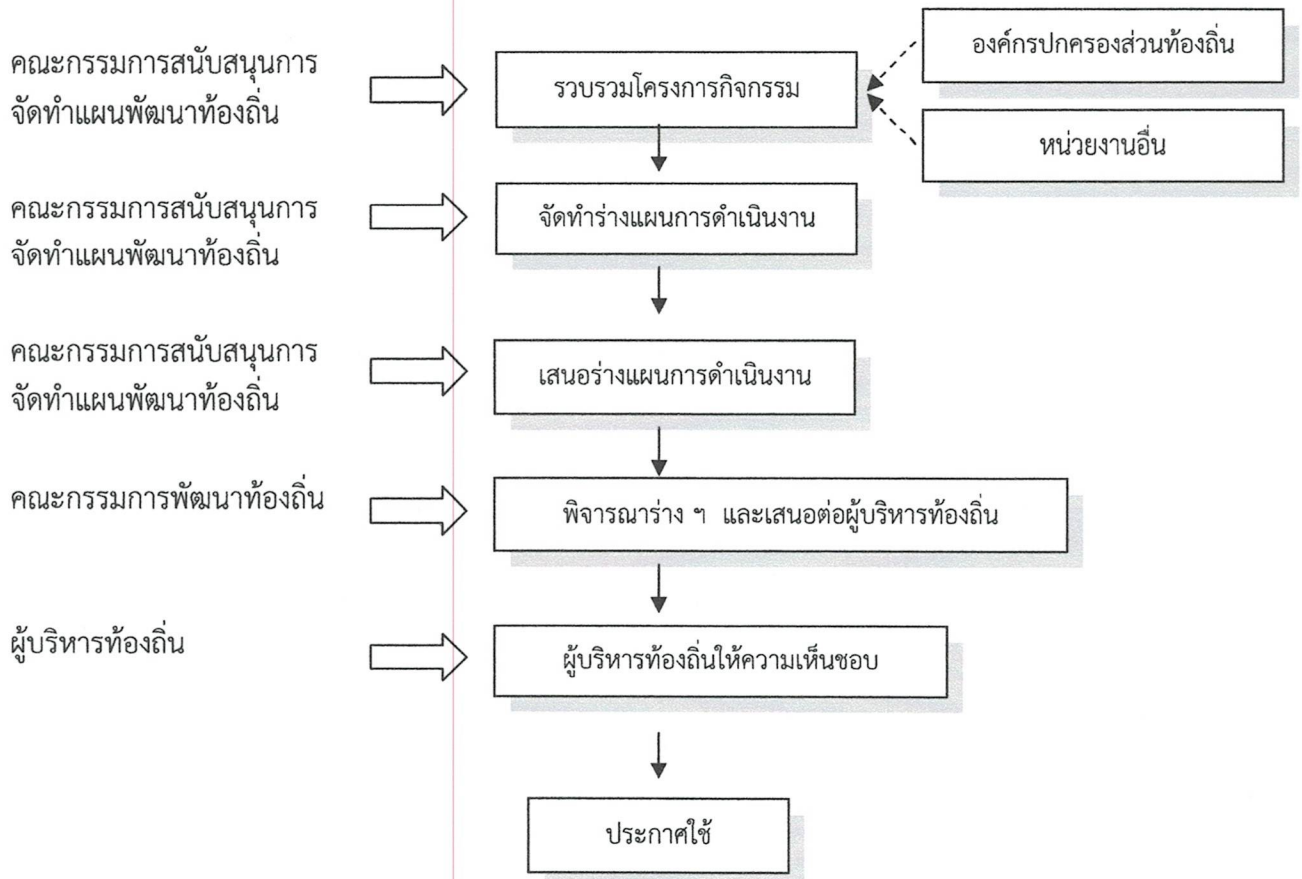 คณะกรรมการสนับสนุนการ
จัดทำแผนพัฒนาท้องถิ่น
รวบรวมโครงการกิจกรรม
องค์กรปกครองส่วนท้องถิ่น
หน่วยงานอื่น
คณะกรรมการสนับสนุนการ
จัดทำแผนพัฒนาท้องถิ่น
จัดทำร่างแผนการดำเนินงาน
คณะกรรมการสนับสนุนการ
จัดทำแผนพัฒนาท้องถิ่น
เสนอร่างแผนการดำเนินงาน
คณะกรรมการพัฒนาท้องถิ่น
พิจารณาร่าง ฯ และเสนอต่อผู้บริหารท้องถิ่น
ผู้บริหารท้องถิ่น
ผู้บริหารท้องถิ่นให้ความเห็นชอบ
ประกาศใช้